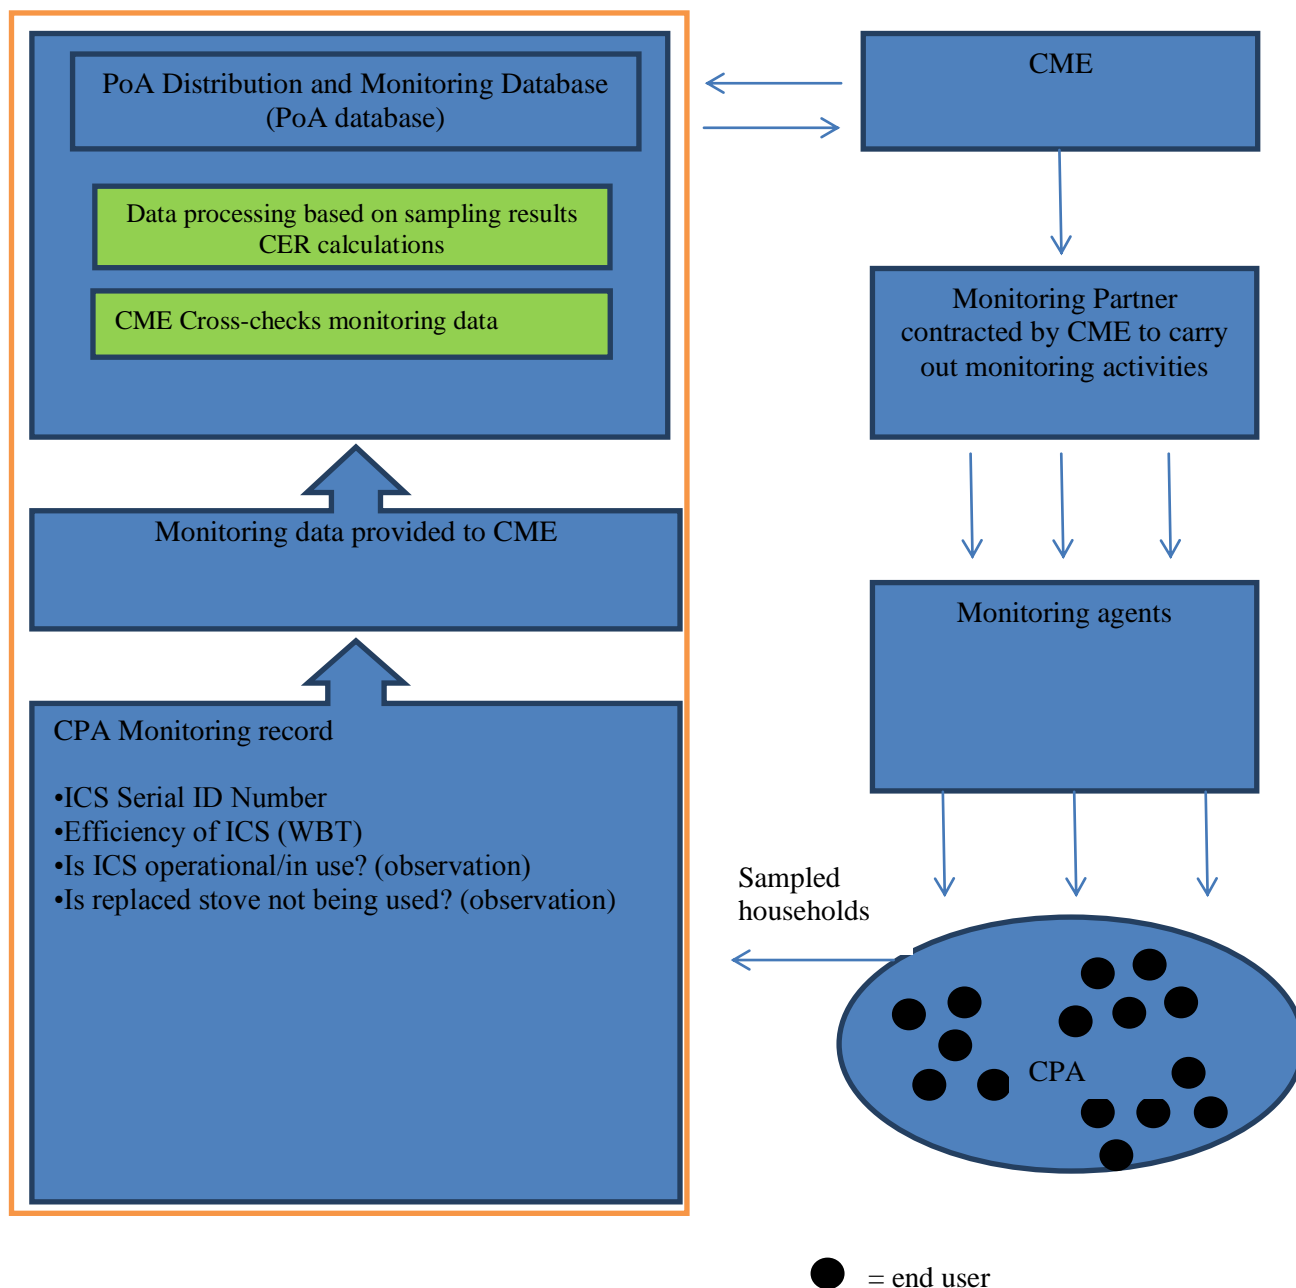 PoA Distribution and Monitoring Database
(PoA database)
Data processing based on sampling results
CER calculations
CME Cross-checks monitoring data
Monitoring data provided to CME
CPA Monitoring record
•ICS Serial ID Number
•Efficiency of ICS (WBT)
•Is ICS operational/in use? (observation)
•Is replaced stove not being used? (observation)
CME
Monitoring Partner
contracted by CME to carry
out monitoring activities
Monitoring agents
Sampled
households
CPA
= end user